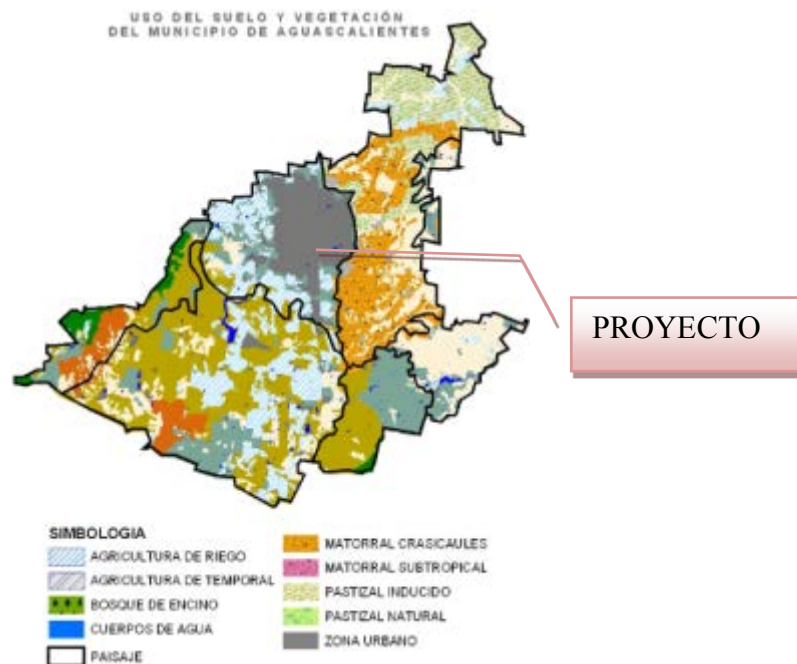 USO DEL SUELO Y VEGETACIÓN
DEL MUNICIPIO DE AGUASCALIENTES
PROYECTO
SIMBOLOGIA
AGRICULTURA DE RIEGO
AGRICULTURA DE TEMPORAL
BOSQUE DE ENCINO
CUERPOS DE AGUA
PAISAJE
MATORRAL CRASICAULES
MATORRAL SUBTROPICAL
PASTIZAL INDUCIDO
PASTIZAL NATURAL
ZONA URBANO